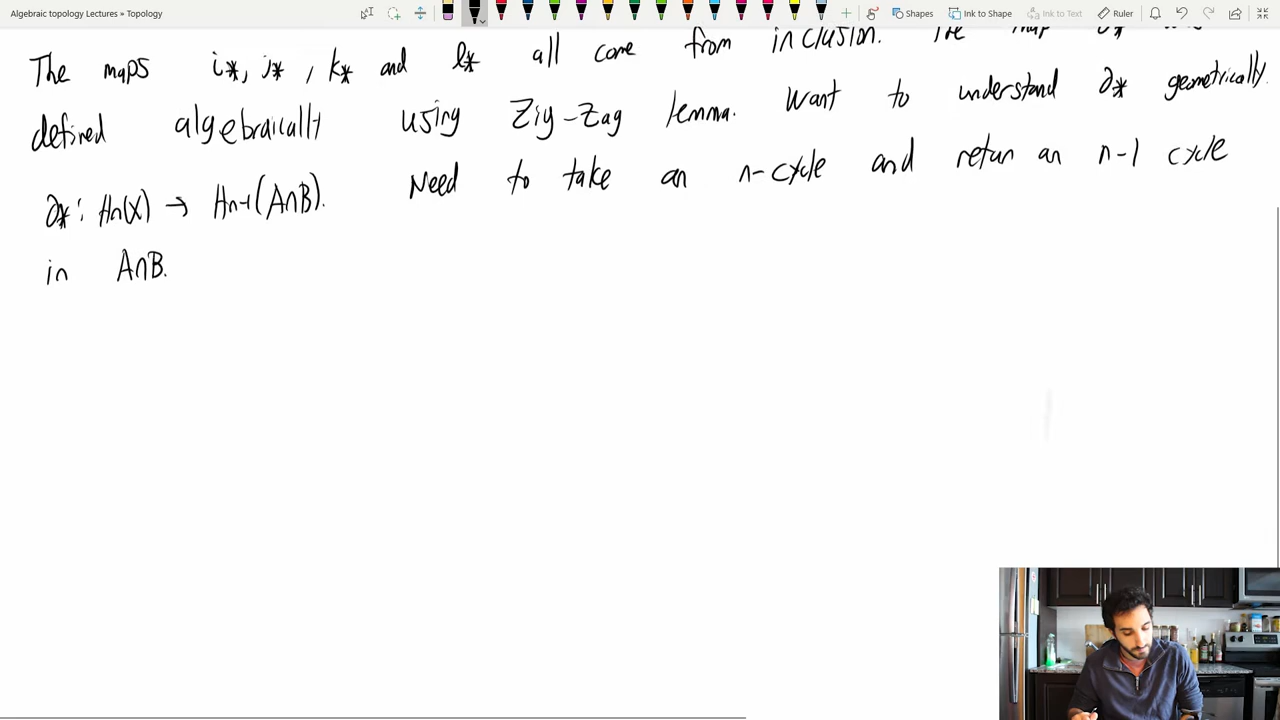 Algebraic topology Lectures » Topology
Shapes
Ink to Shape
Ink to Text
Ruler
The maps i*, j*, k* and l* all come from inclusion. The map ∂*
defined algebraically using Zig-Zag lemma. Want to understand ∂* geometrically.
∂*: Hn(X) → Hn-1(A∩B). Need to take an n-cycle and return an n-1 cycle
in A∩B.